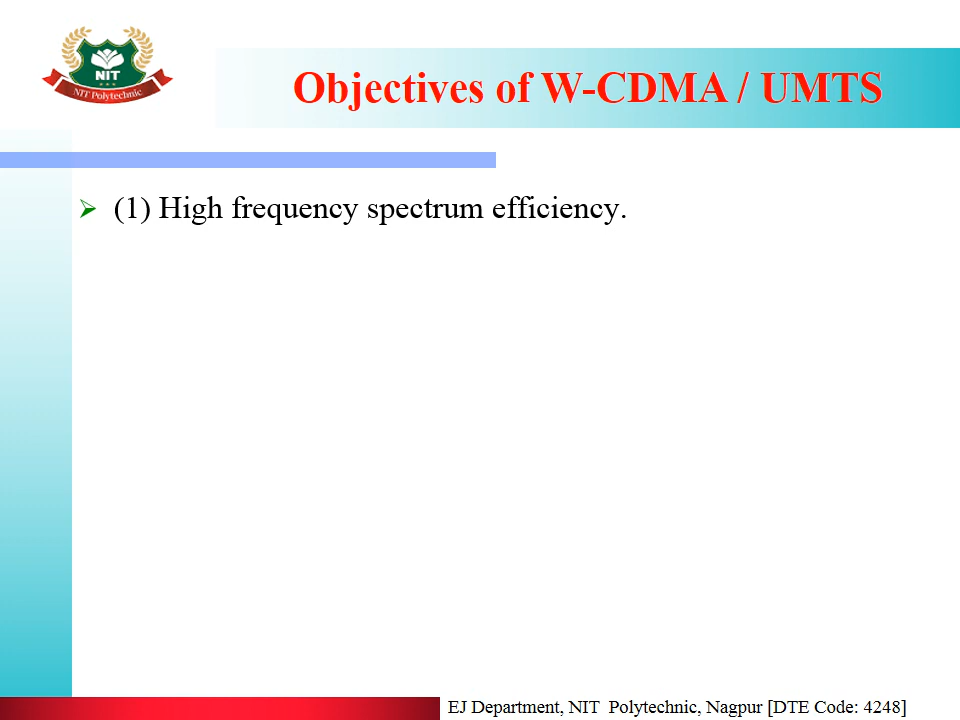 NIT
NIT Polytechnic
Objectives of W-CDMA / UMTS
(1) High frequency spectrum efficiency.
EJ Department, NIT Polytechnic, Nagpur [DTE Code: 4248]